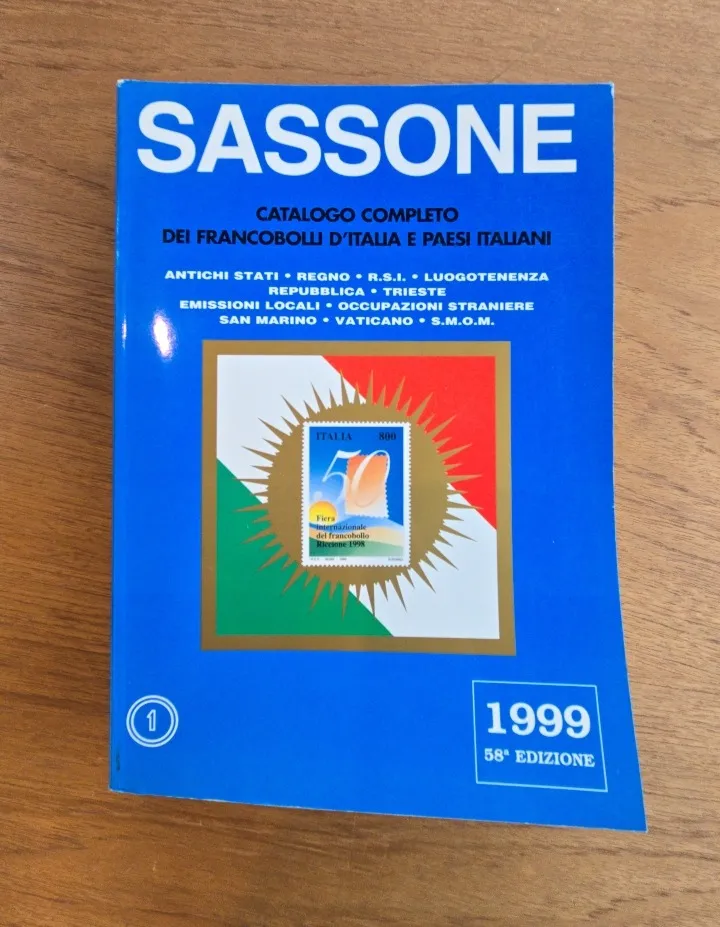 SASSONE
CATALOGO COMPLETO
DEI FRANCOBOLLI D'ITALIA E PAESI ITALIANI
ANTICHI STATI • REGNO • R.S.I. • LUOGOTENENZA
REPUBBLICA • TRIESTE
EMISSIONI LOCALI • OCCUPAZIONI STRANIERE
SAN MARINO • VATICANO • S.M.O.M.
ITALIA 800
50
Fiera
internazionale
del francobollo
Riccione 1998
1
1999
58ª EDIZIONE